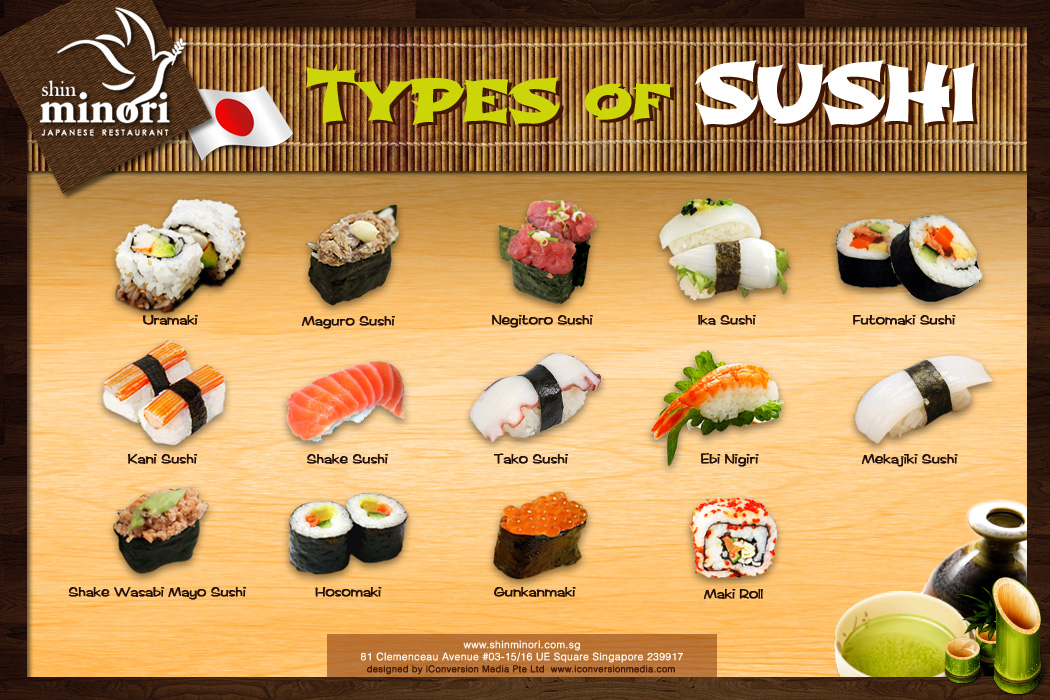 shin
minori
JAPANESE RESTAURANT
TYPES OF SUSHI
Uramaki
Maguro Sushi
Negitoro Sushi
Ika Sushi
Futomaki Sushi
Kani Sushi
Shake Sushi
Tako Sushi
Ebi Nigiri
Mekajiki Sushi
Shake Wasabi Mayo Sushi
Hosomaki
Gunkanmaki
Maki Roll
www.shinminori.com.sg
81 Clemenceau Avenue #03-15/16 UE Square Singapore 239917
designed by iConversion Media Pte Ltd www.iconversionmedia.com